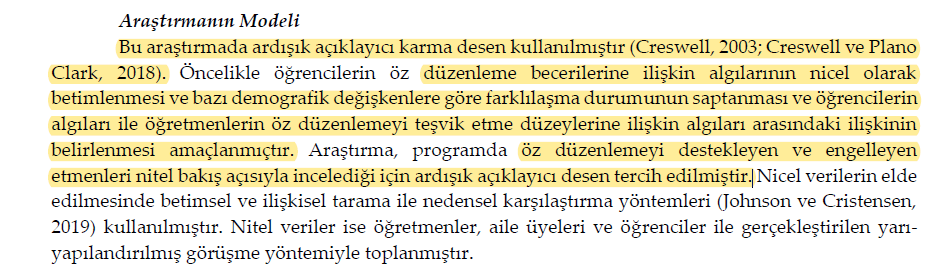 Araştırmanın Modeli
Bu araştırmada ardışık açıklayıcı karma desen kullanılmıştır (Creswell, 2003; Creswell ve Plano
Clark, 2018). Öncelikle öğrencilerin öz düzenleme becerilerine ilişkin algılarının nicel olarak
betimlenmesi ve bazı demografik değişkenlere göre farklılaşma durumunun saptanması ve öğrencilerin
algıları ile öğretmenlerin öz düzenlemeyi teşvik etme düzeylerine ilişkin algıları arasındaki ilişkinin
belirlenmesi amaçlanmıçtır. Araştırma, programda öz düzenlemeyi destekleyen ve engelleyen
etmenleri nitel bakış açısıyla incelediği için ardışık açıklayıcı desen tercih edilmiştir. Nicel verilerin elde
edilmesinde betimsel ve ilişkisel tarama ile nedensel karşılaştırma yöntemleri (Johnson ve Cristensen,
2019) kullanılmıştır. Nitel veriler ise öğretmenler, aile üyeleri ve öğrenciler ile gerçekleştirilen yarı-
yapılandırılmış görüşme yöntemiyle toplanmıştır.